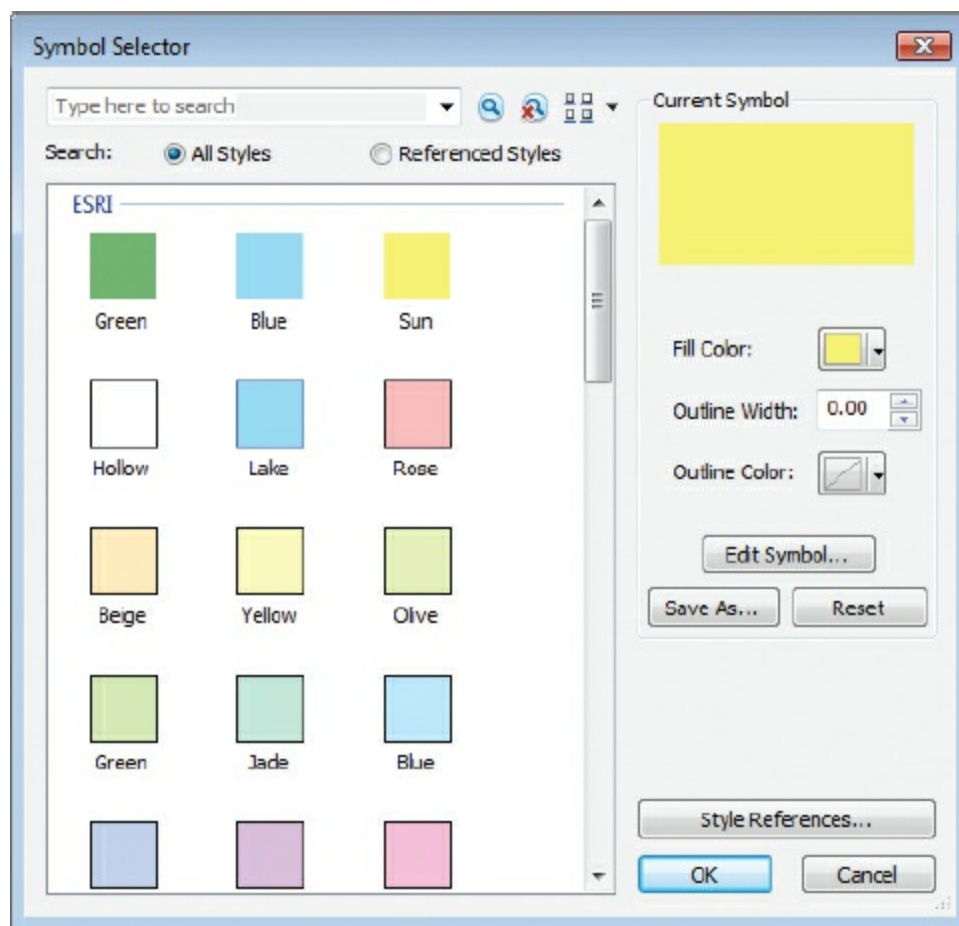 Symbol Selector
Type here to search
Search: All Styles Referenced Styles
ESRI
Green Blue Sun
Hollow Lake Rose
Beige Yellow Olive
Green Jade Blue
Current Symbol
Fill Color:
Outline Width: 0.00
Outline Color:
Edit Symbol...
Save As... Reset
Style References...
OK Cancel